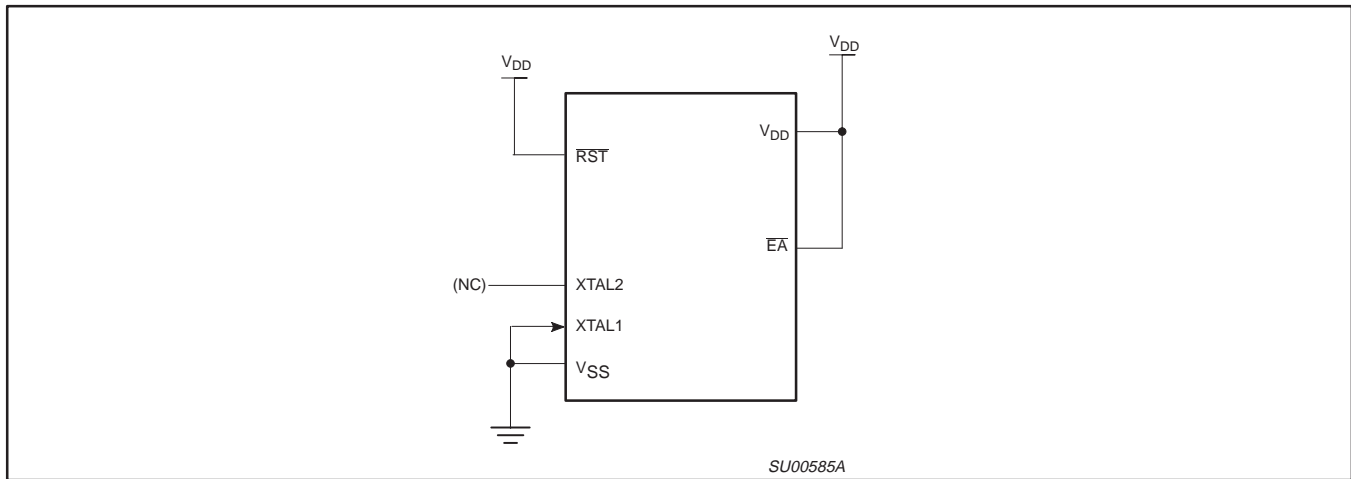 VDD
VDD
VDD
RST
EA
(NC)
XTAL2
XTAL1
VSS
SU00585A